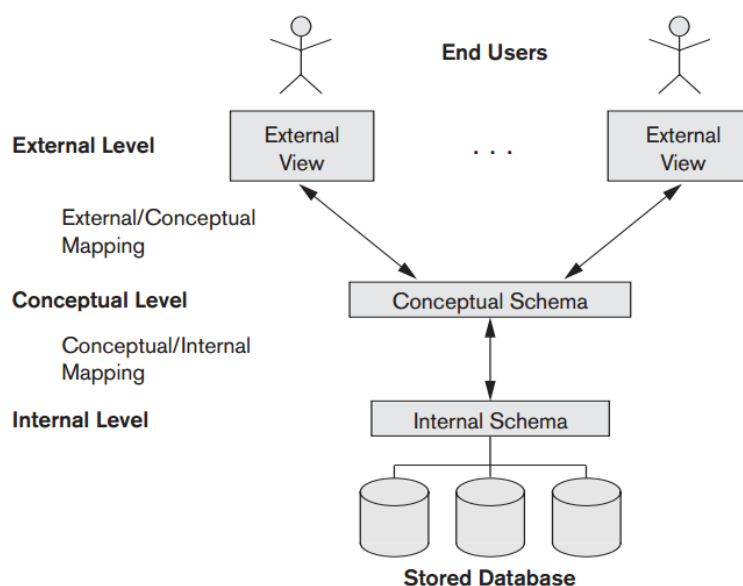 End Users
External Level
External
View
. . .
External
View
External/Conceptual
Mapping
Conceptual Level
Conceptual Schema
Conceptual/Internal
Mapping
Internal Level
Internal Schema
Stored Database